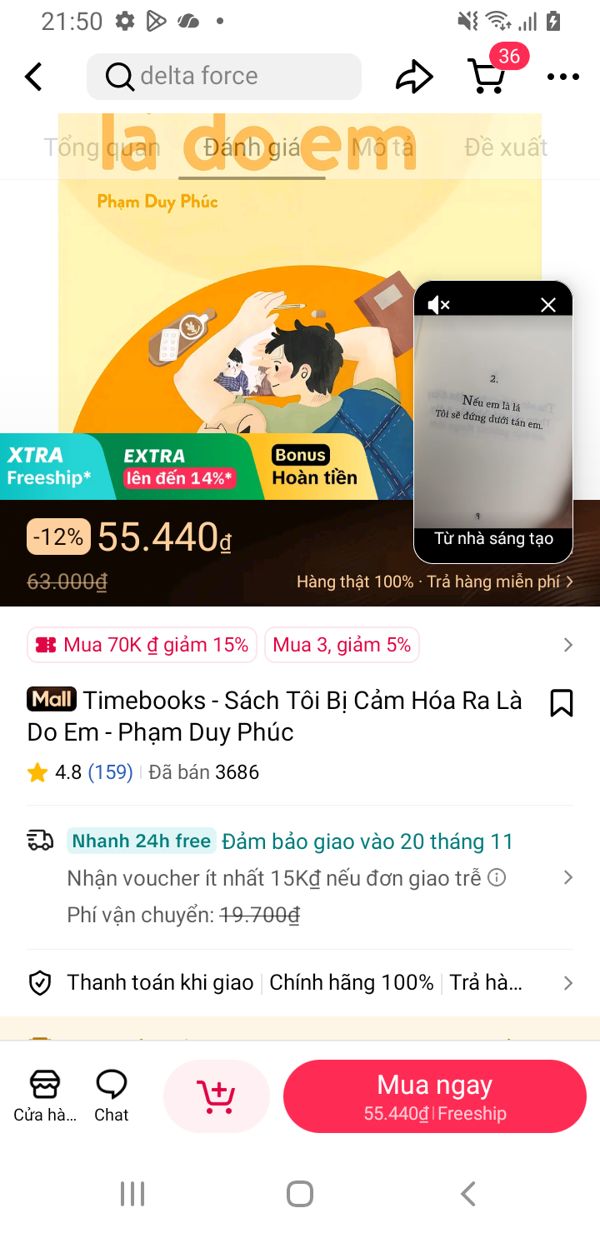 21:50
delta force
36
Tổng quan
Đánh giá
Mô tả
Đề xuất
là do em
Phạm Duy Phúc
2.
Nếu em là lá
Tôi sẽ đứng dưới tán em.
9
Từ nhà sáng tạo
XTRA
Freeship*
EXTRA
lên đến 14%*
Bonus
Hoàn tiền
-12% 55.440₫
63.000₫
Hàng thật 100% · Trả hàng miễn phí
Mua 70K ₫ giảm 15%
Mua 3, giảm 5%
Mall Timebooks - Sách Tôi Bị Cảm Hóa Ra Là
Do Em - Phạm Duy Phúc
4.8 (159) Đã bán 3686
Nhanh 24h free Đảm bảo giao vào 20 tháng 11
Nhận voucher ít nhất 15K₫ nếu đơn giao trễ
Phí vận chuyển: 19.700₫
Thanh toán khi giao Chính hãng 100% Trả hà...
Cửa hà...
Chat
Mua ngay
55.440₫ Freeship